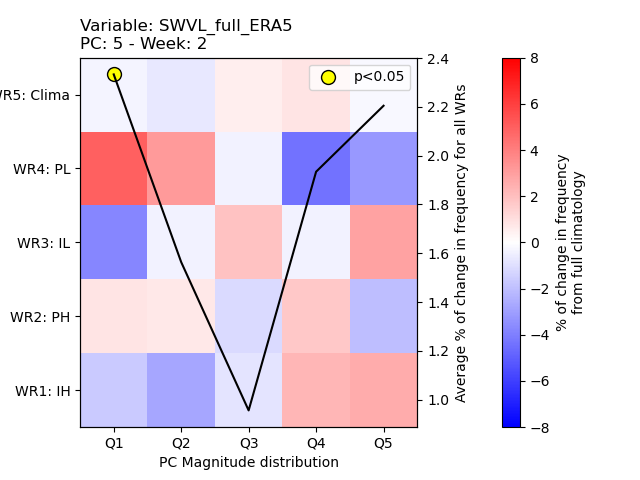 Variable: SWVL_full_ERA5
PC: 5 - Week: 2
p<0.05
WR5: Clima
WR4: PL
WR3: IL
WR2: PH
WR1: IH
Q1 Q2 Q3 Q4 Q5
PC Magnitude distribution
2.4
2.2
2.0
1.8
1.6
1.4
1.2
1.0
Average % of change in frequency for all WRs
8
6
4
2
0
−2
−4
−6
−8
% of change in frequency
from full climatology